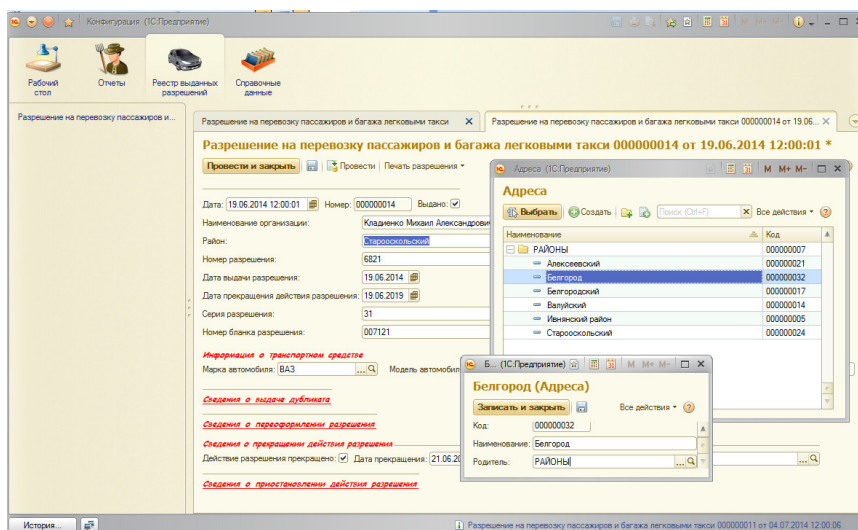 Конфигурация (1С:Предприятие)
M M+ M-
Рабочий стол
Отчеты
Реестр выданных разрешений
Справочные данные
Разрешение на перевозку пассажиров и...
Разрешение на перевозку пассажиров и багажа легковыми такси
Разрешение на перевозку пассажиров и багажа легковыми такси 000000014 от 19.06...
Разрешение на перевозку пассажиров и багажа легковыми такси 000000014 от 19.06.2014 12:00:01 *
Провести и закрыть Провести Печать разрешения
Дата: 19.06.2014 12:00:01 Номер: 000000014 Выдано:
Наименование организации: Кладиенко Михаил Александрови
Район: Старооскольский
Номер разрешения: 6821
Дата выдачи разрешения: 19.06.2014
Дата прекращения действия разрешения: 19.06.2019
Серия разрешения: 31
Номер бланка разрешения: 007121
Информация о транспортном средстве
Марка автомобиля: ВАЗ ... Модель автомобил
Сведения о выдаче дубликата
Сведения о переоформлении разрешения
Сведения о прекращении действия разрешения
Действие разрешения прекращено: Дата прекращения: 21.06.20
Сведения о приостановлении действия разрешения
Адреса (1С:Предприятие) M M+ M-
Адреса
Выбрать Создать Поиск (Ctrl+F) Все действия
Наименование Код
РАЙОНЫ 000000007
Алексеевский 000000021
Белгород 000000032
Белгородский 000000017
Валуйский 000000014
Ивнянский район 000000005
Старооскольский 000000024
Б... (1С:Предприятие) M M+ M-
Белгород (Адреса)
Записать и закрыть Все действия
Код: 000000032
Наименование: Белгород
Родитель: РАЙОНЫ ...
...
История...
Разрешение на перевозку пассажиров и багажа легковыми такси 000000011 от 04.07.2014 12:00:06